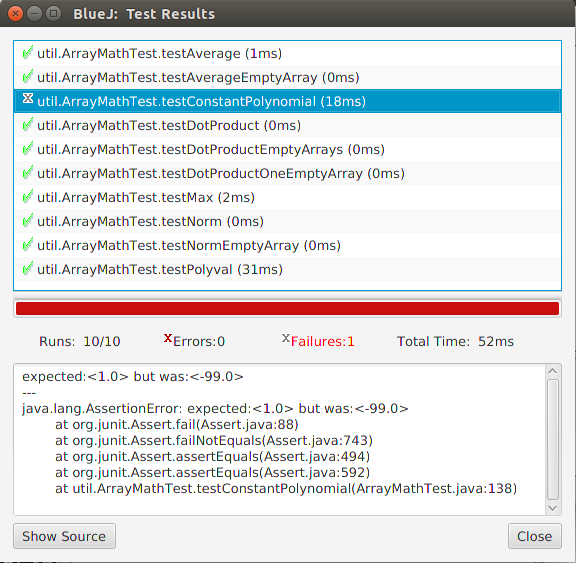 BlueJ: Test Results
util.ArrayMathTest.testAverage (1ms)
util.ArrayMathTest.testAverageEmptyArray (0ms)
util.ArrayMathTest.testConstantPolynomial (18ms)
util.ArrayMathTest.testDotProduct (0ms)
util.ArrayMathTest.testDotProductEmptyArrays (0ms)
util.ArrayMathTest.testDotProductOneEmptyArray (0ms)
util.ArrayMathTest.testMax (2ms)
util.ArrayMathTest.testNorm (0ms)
util.ArrayMathTest.testNormEmptyArray (0ms)
util.ArrayMathTest.testPolyval (31ms)
Runs: 10/10 Errors:0 Failures:1 Total Time: 52ms
expected:<1.0> but was:<-99.0>
---
java.lang.AssertionError: expected:<1.0> but was:<-99.0>
at org.junit.Assert.fail(Assert.java:88)
at org.junit.Assert.failNotEquals(Assert.java:743)
at org.junit.Assert.assertEquals(Assert.java:494)
at org.junit.Assert.assertEquals(Assert.java:592)
at util.ArrayMathTest.testConstantPolynomial(ArrayMathTest.java:138)
Show Source Close